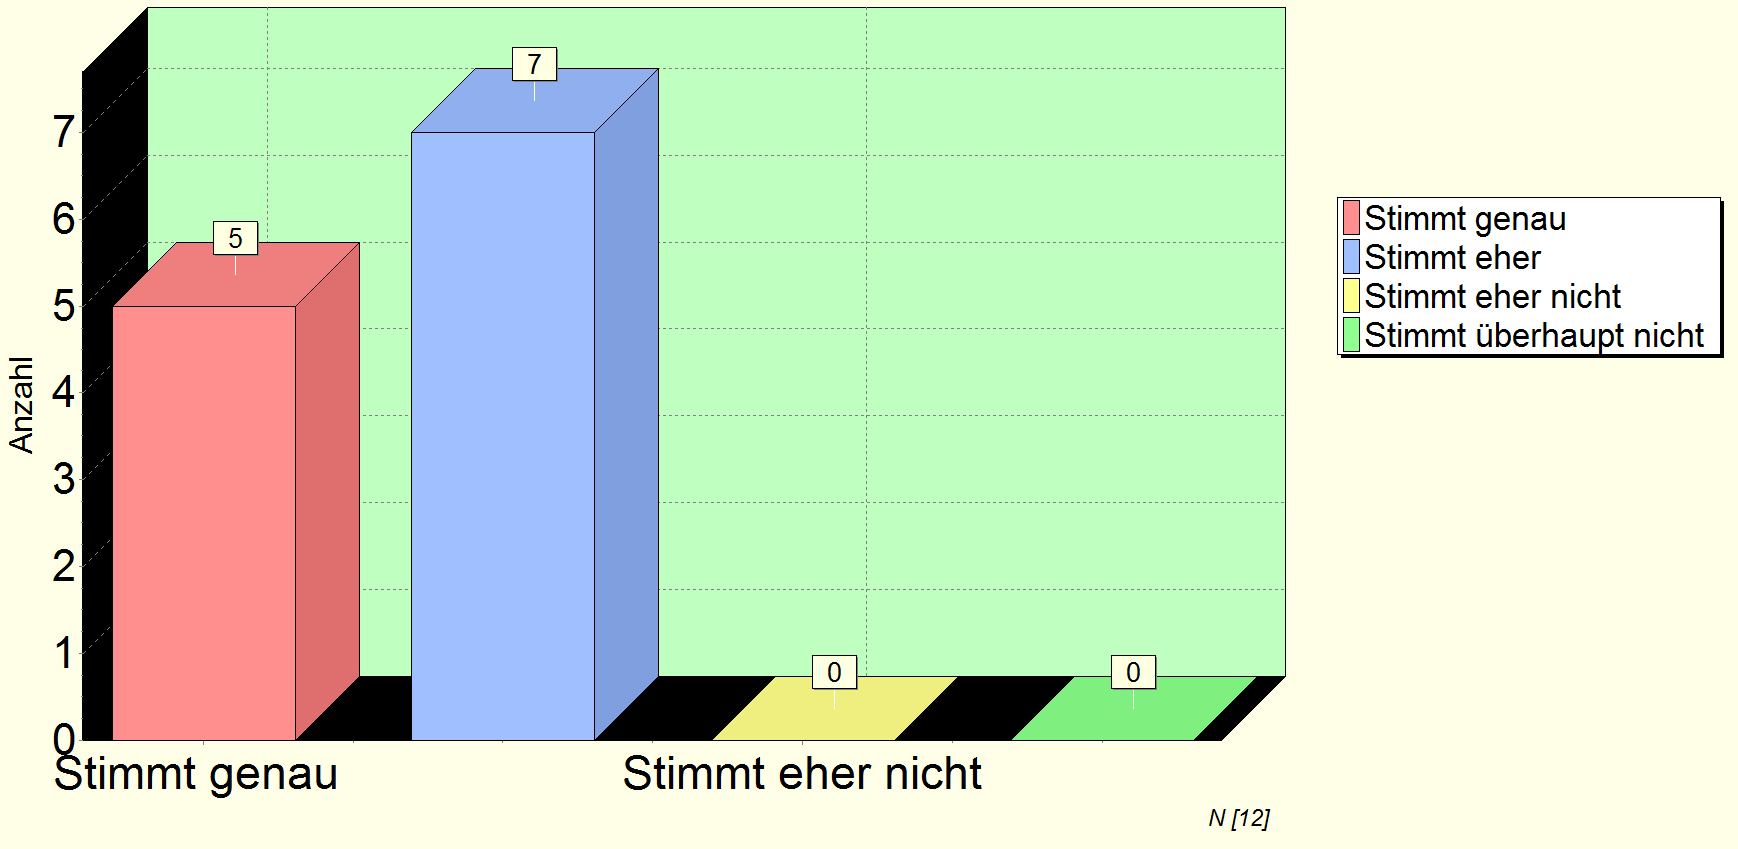 7
5
0
0
7
6
5
4
3
2
1
0
Anzahl
Stimmt genau
Stimmt eher nicht
N [12]
Stimmt genau
Stimmt eher
Stimmt eher nicht
Stimmt überhaupt nicht